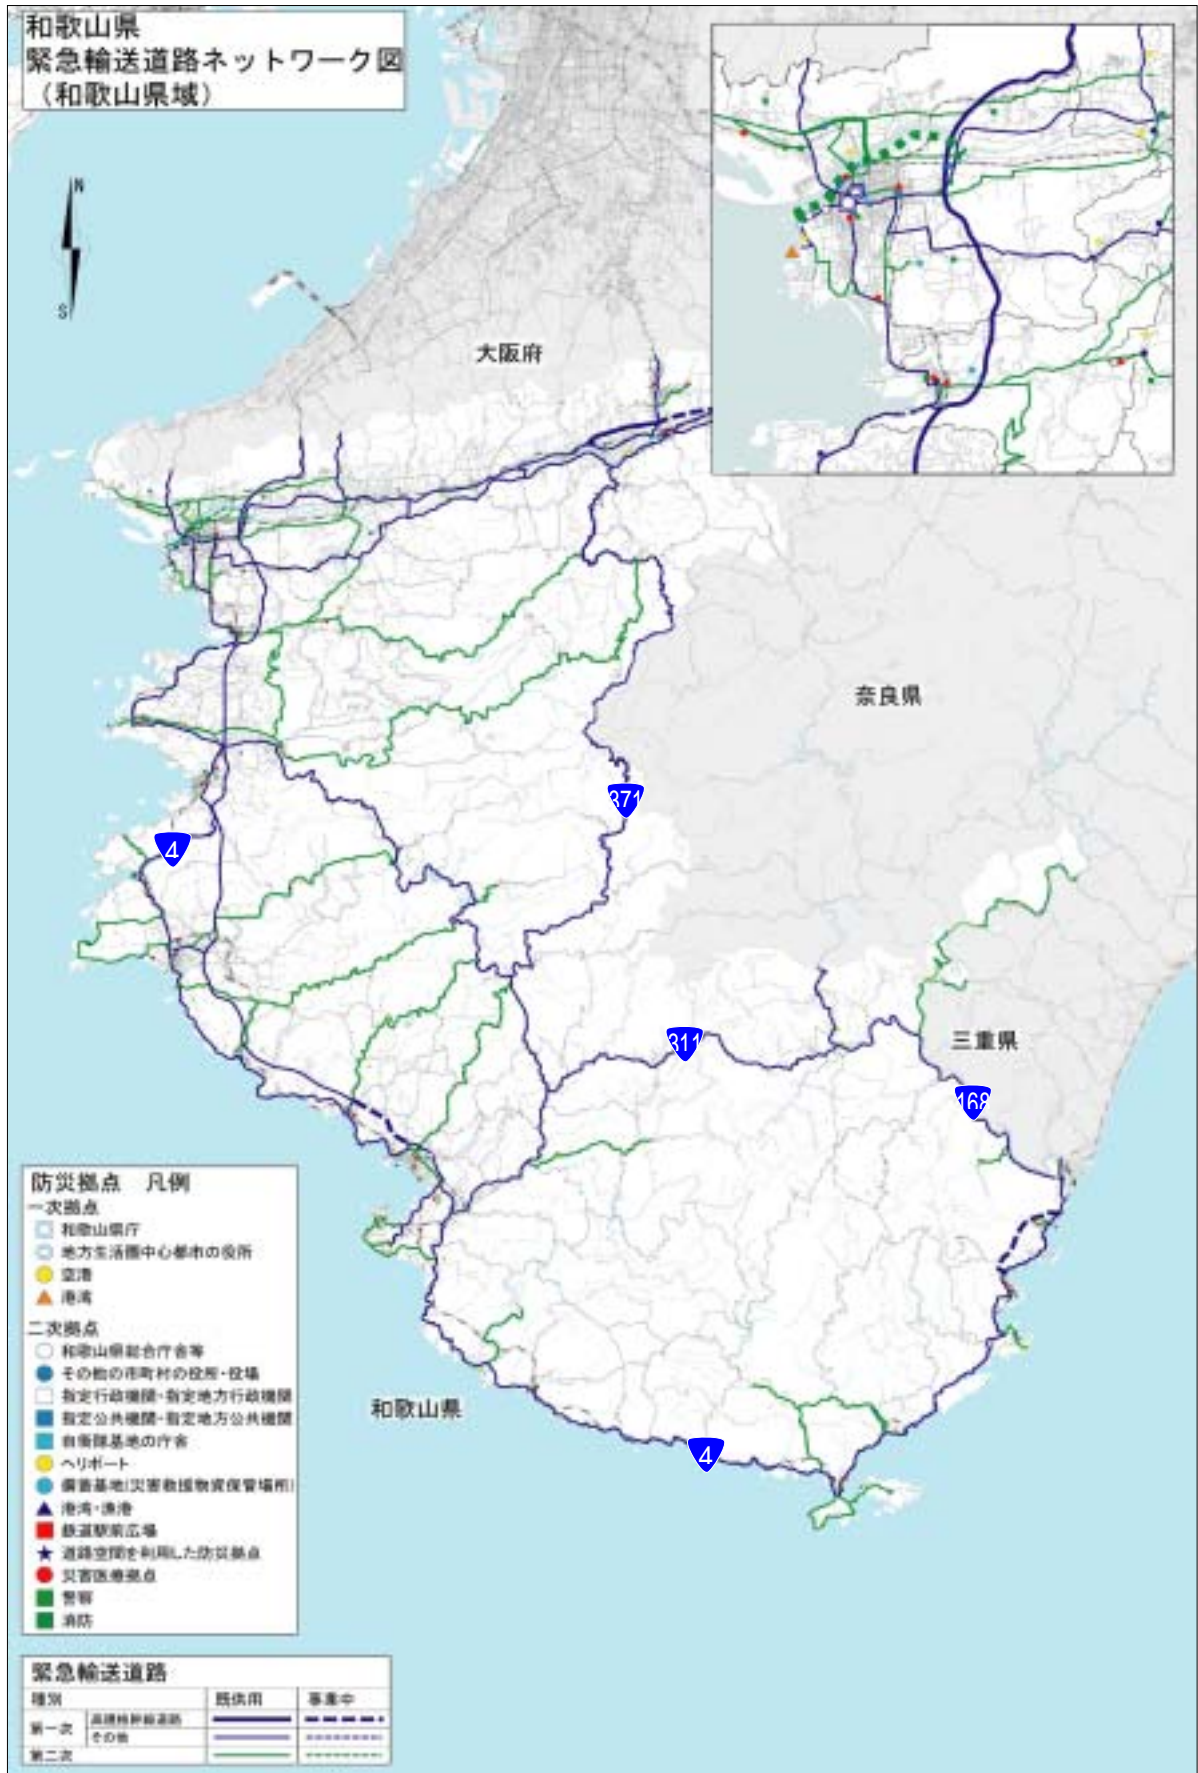 和歌山県
緊急輸送道路ネットワーク図
（和歌山県域）
N
S
大阪府
奈良県
371
4
311
三重県
168
和歌山県
4
防災拠点 凡例
一次拠点
和歌山県庁
地方生活圏中心都市の役所
空港
港湾
二次拠点
和歌山県総合庁舎等
その他の市町村の役所・役場
指定行政機関・指定地方行政機関
指定公共機関・指定地方公共機関
自衛隊基地の庁舎
ヘリポート
備蓄基地(災害救援物資保管場所)
港湾・漁港
鉄道駅前広場
道路空間を利用した防災拠点
災害医療拠点
警察
消防
緊急輸送道路
種別 既供用 事業中
第一次 高規格幹線道路
その他
第二次